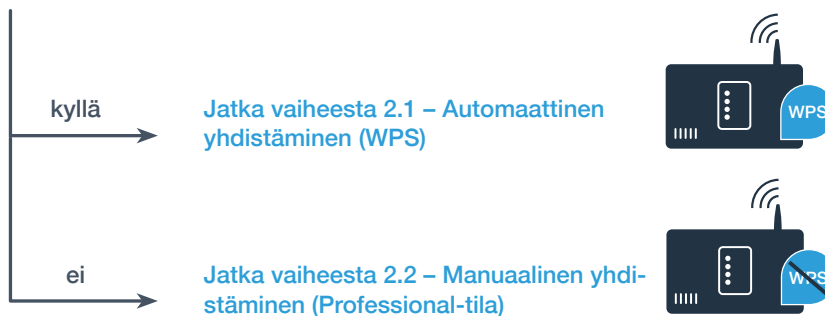 kyllä
Jatka vaiheesta 2.1 – Automaattinen
yhdistäminen (WPS)
WPS
ei
Jatka vaiheesta 2.2 – Manuaalinen yhdi-
stäminen (Professional-tila)
WPS